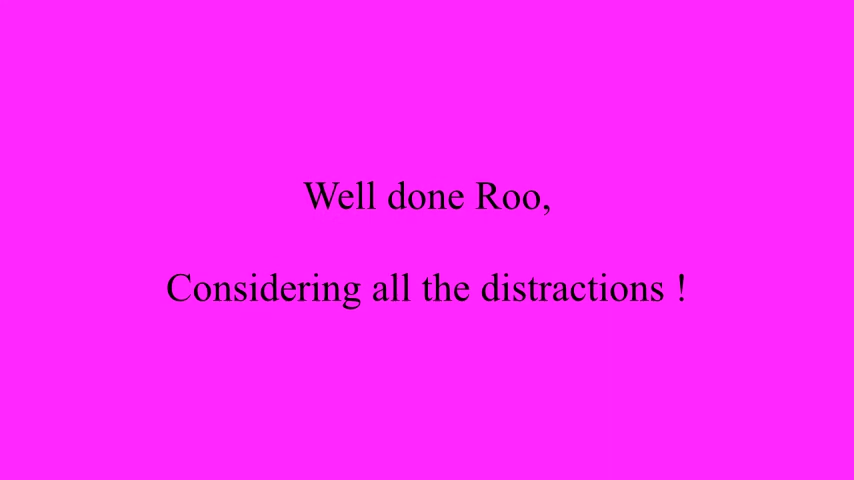 Well done Roo,
Considering all the distractions !